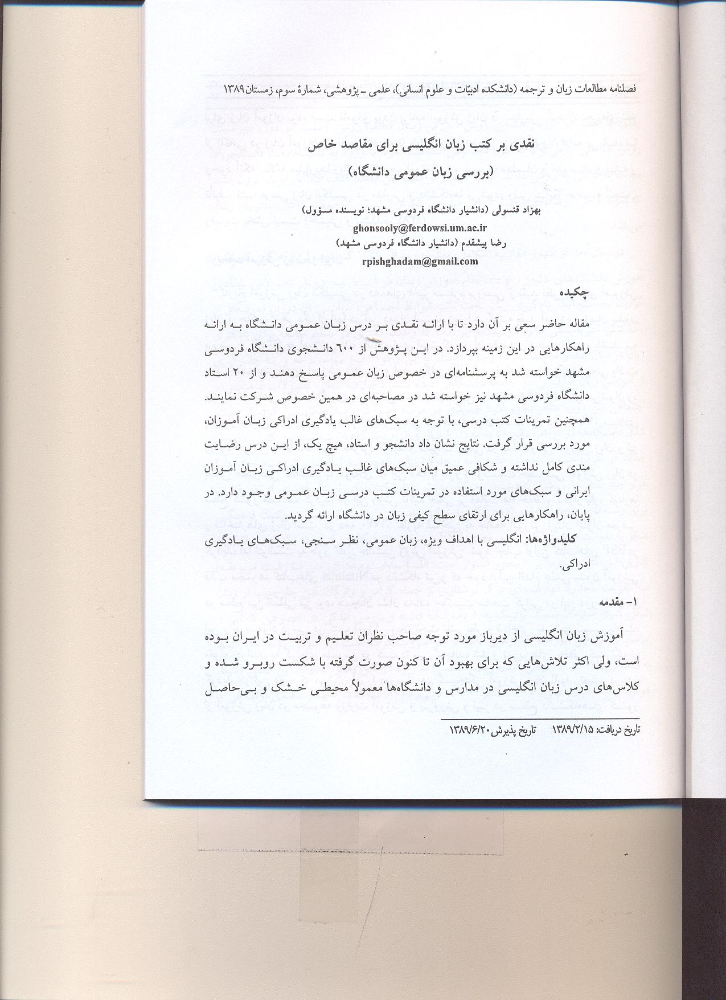 فصلنامه مطالعات زبان و ترجمه (دانشکده ادبیّات و علوم انسانی)، علمی ـ پژوهشی، شمارهٔ سوم، زمستان ۱۳۸۹
نقدی بر کتب زبان انگلیسی برای مقاصد خاص
(بررسی زبان عمومی دانشگاه)
بهزاد قنسولی (دانشیار دانشگاه فردوسی مشهد؛ نویسنده مسؤول)
ghonsooly@ferdowsi.um.ac.ir
رضا پیشقدم (دانشیار دانشگاه فردوسی مشهد)
rpishghadam@gmail.com
چکیده
مقاله حاضر سعی بر آن دارد تا با ارائه نقدی بر درس زبان عمومی دانشگاه به ارائه
راهکارهایی در این زمینه بپردازد. در این پژوهش از ۶۰۰ دانشجوی دانشگاه فردوسی
مشهد خواسته شد به پرسشنامه‌ای در خصوص زبان عمومی پاسخ دهند و از ۲۰ استاد
دانشگاه فردوسی مشهد نیز خواسته شد در مصاحبه‌ای در همین خصوص شرکت نمایند.
همچنین تمرینات کتب درسی، با توجه به سبک‌های غالب یادگیری ادراکی زبان آموزان،
مورد بررسی قرار گرفت. نتایج نشان داد دانشجو و استاد، هیچ یک، از این درس رضایت
مندی کامل نداشته و شکافی عمیق میان سبک‌های غالب یادگیری ادراکی زبان آموزان
ایرانی و سبک‌های مورد استفاده در تمرینات کتب درسی زبان عمومی وجود دارد. در
پایان، راهکارهایی برای ارتقای سطح کیفی زبان در دانشگاه ارائه گردید.
کلیدواژه‌ها: انگلیسی با اهداف ویژه، زبان عمومی، نظر سنجی، سبک‌های یادگیری
ادراکی.
۱- مقدمه
آموزش زبان انگلیسی از دیرباز مورد توجه صاحب نظران تعلیم و تربیت در ایران بوده
است، ولی اکثر تلاش‌هایی که برای بهبود آن تا کنون صورت گرفته با شکست روبرو شده و
کلاس‌های درس زبان انگلیسی در مدارس و دانشگاه‌ها معمولاً محیطی خشک و بی‌حاصل
تاریخ دریافت: ۱۳۸۹/۲/۱۵ تاریخ پذیرش ۱۳۸۹/۶/۲۰